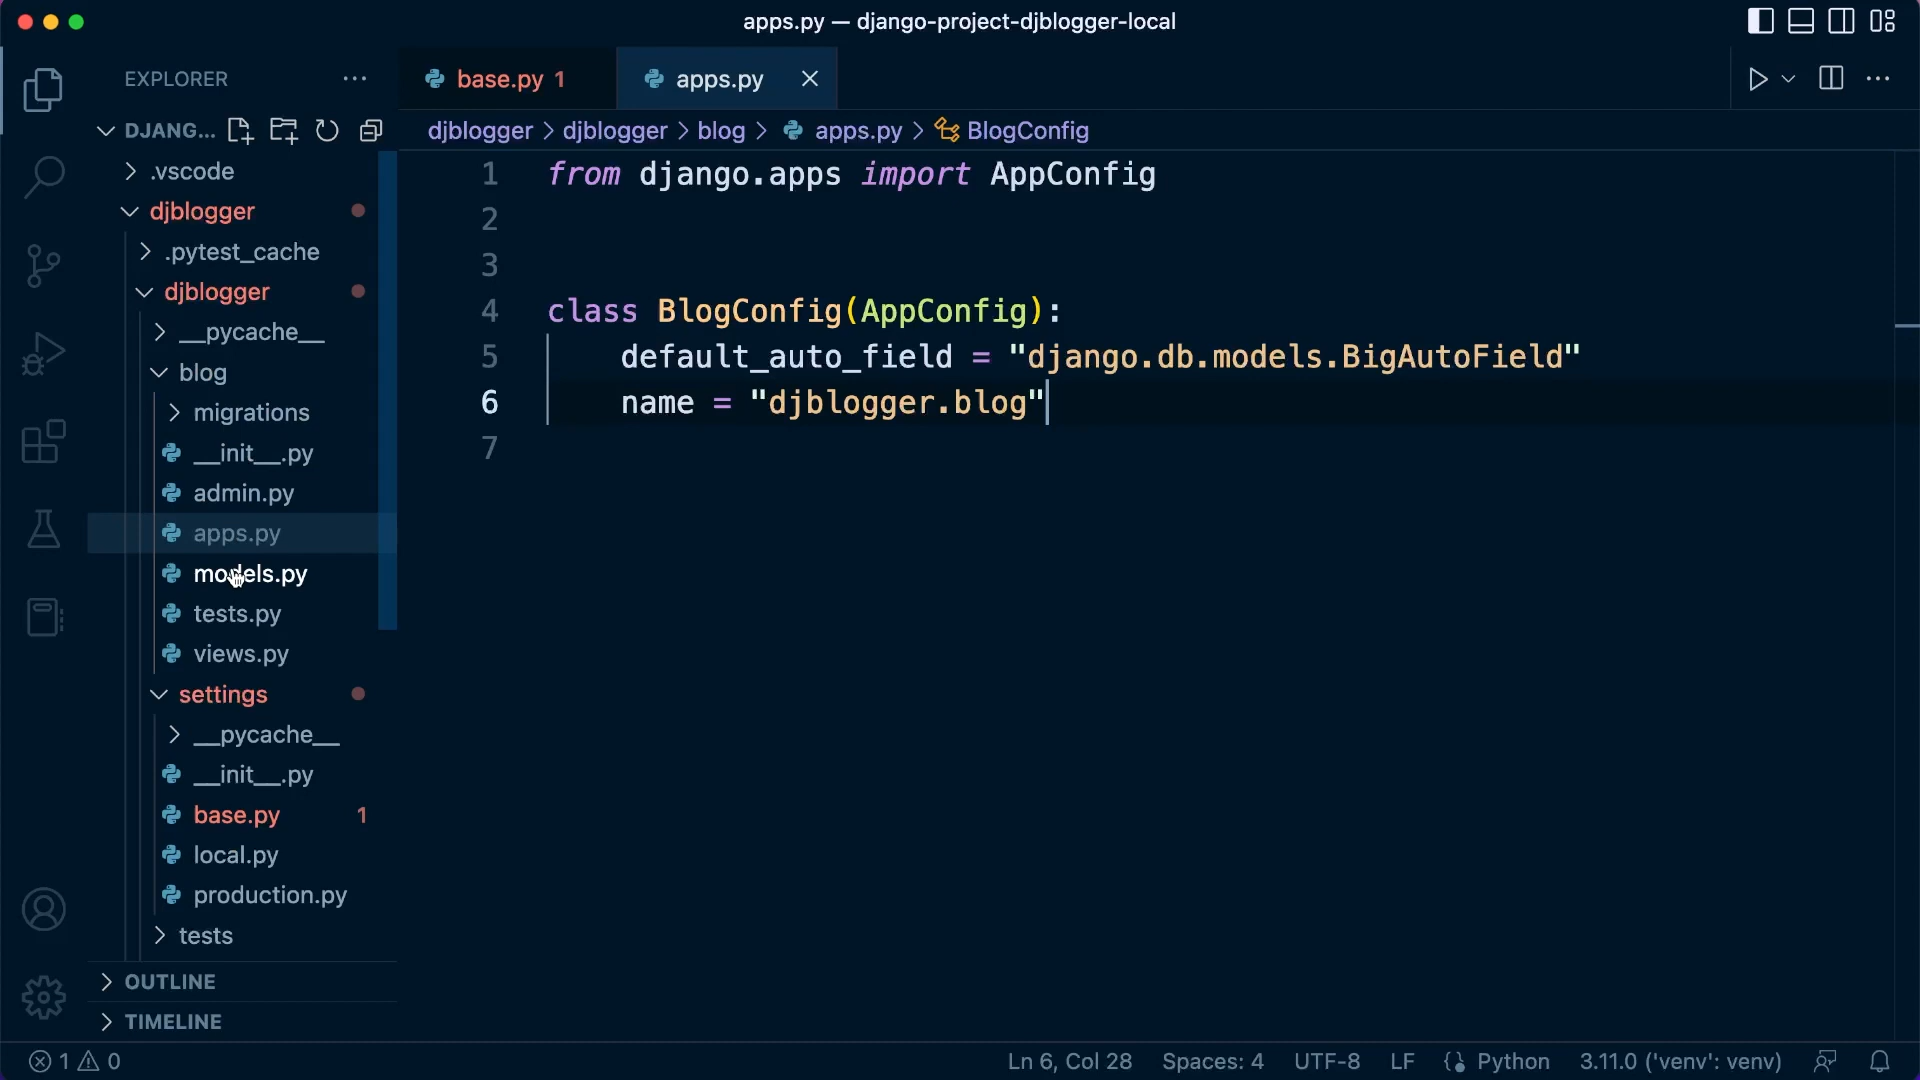 apps.py — django-project-djblogger-local
EXPLORER
base.py 1
apps.py
DJANG...
djblogger > djblogger > blog > apps.py > BlogConfig
.vscode
djblogger
.pytest_cache
djblogger
__pycache__
blog
migrations
__init__.py
admin.py
apps.py
models.py
tests.py
views.py
settings
__pycache__
__init__.py
base.py 1
local.py
production.py
tests
OUTLINE
TIMELINE
1 from django.apps import AppConfig
2
3
4 class BlogConfig(AppConfig):
5 default_auto_field = "django.db.models.BigAutoField"
6 name = "djblogger.blog"
7
1 0
Ln 6, Col 28 Spaces: 4 UTF-8 LF Python 3.11.0 ('venv': venv)